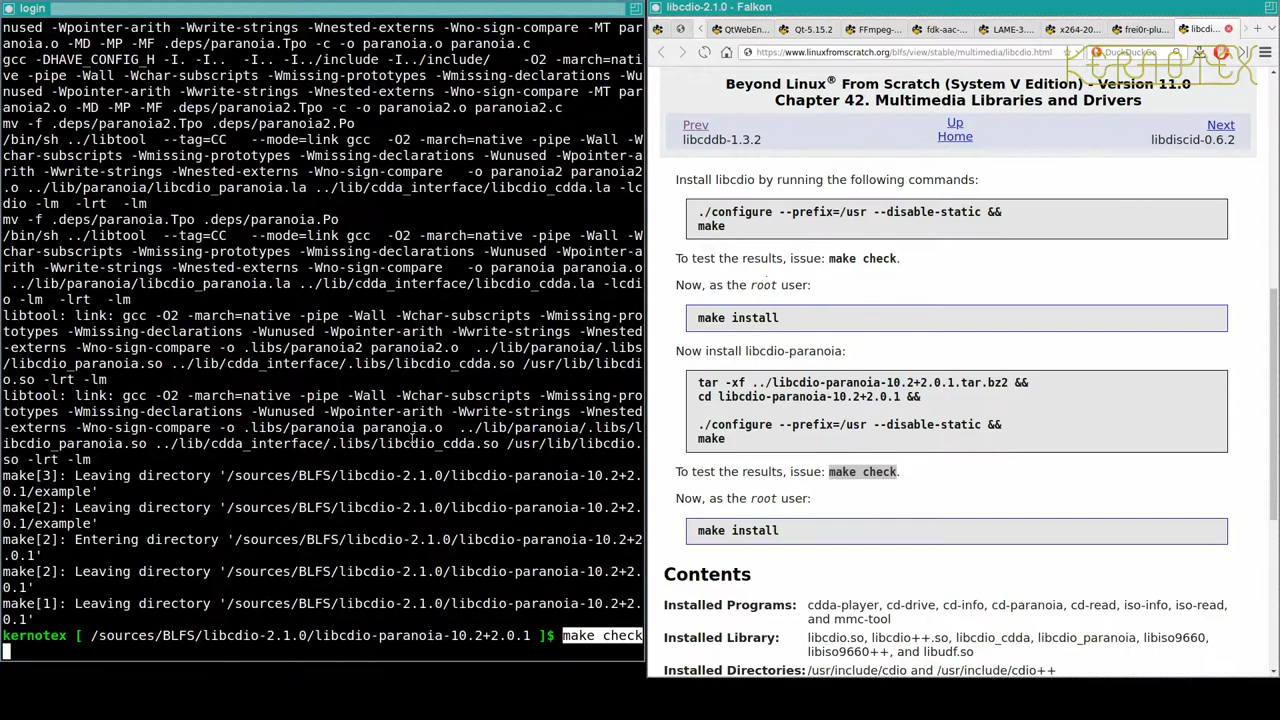 login
nused -Wpointer-arith -Wwrite-strings -Wnested-externs -Wno-sign-compare -MT par
anoia.o -MD -MP -MF .deps/paranoia.Tpo -c -o paranoia.o paranoia.c
gcc -DHAVE_CONFIG_H -I. -I.. -I.. -I../include -I../include/ -O2 -march=nati
ve -pipe -Wall -Wchar-subscripts -Wmissing-prototypes -Wmissing-declarations -Wu
nused -Wpointer-arith -Wwrite-strings -Wnested-externs -Wno-sign-compare -MT par
anoia2.o -MD -MP -MF .deps/paranoia2.Tpo -c -o paranoia2.o paranoia2.c
mv -f .deps/paranoia2.Tpo .deps/paranoia2.Po
/bin/sh ../libtool --tag=CC --mode=link gcc -O2 -march=native -pipe -Wall -W
char-subscripts -Wmissing-prototypes -Wmissing-declarations -Wunused -Wpointer-a
rith -Wwrite-strings -Wnested-externs -Wno-sign-compare -o paranoia2 paranoia2.
o ../lib/paranoia/libcdio_paranoia.la ../lib/cdda_interface/libcdio_cdda.la -lc
dio -lm -lrt -lm
mv -f .deps/paranoia.Tpo .deps/paranoia.Po
/bin/sh ../libtool --tag=CC --mode=link gcc -O2 -march=native -pipe -Wall -W
char-subscripts -Wmissing-prototypes -Wmissing-declarations -Wunused -Wpointer-a
rith -Wwrite-strings -Wnested-externs -Wno-sign-compare -o paranoia paranoia.o
../lib/paranoia/libcdio_paranoia.la ../lib/cdda_interface/libcdio_cdda.la -lcdi
o -lm -lrt -lm
libtool: link: gcc -O2 -march=native -pipe -Wall -Wchar-subscripts -Wmissing-pro
totypes -Wmissing-declarations -Wunused -Wpointer-arith -Wwrite-strings -Wnested
-externs -Wno-sign-compare -o .libs/paranoia2 paranoia2.o ../lib/paranoia/.libs
/libcdio_paranoia.so ../lib/cdda_interface/.libs/libcdio_cdda.so /usr/lib/libcdi
o.so -lrt -lm
libtool: link: gcc -O2 -march=native -pipe -Wall -Wchar-subscripts -Wmissing-pro
totypes -Wmissing-declarations -Wunused -Wpointer-arith -Wwrite-strings -Wnested
-externs -Wno-sign-compare -o .libs/paranoia paranoia.o ../lib/paranoia/.libs/l
ibcdio_paranoia.so ../lib/cdda_interface/.libs/libcdio_cdda.so /usr/lib/libcdio.
so -lrt -lm
make[3]: Leaving directory '/sources/BLFS/libcdio-2.1.0/libcdio-paranoia-10.2+2.
0.1/example'
make[2]: Leaving directory '/sources/BLFS/libcdio-2.1.0/libcdio-paranoia-10.2+2.
0.1/example'
make[2]: Entering directory '/sources/BLFS/libcdio-2.1.0/libcdio-paranoia-10.2+2
.0.1'
make[2]: Leaving directory '/sources/BLFS/libcdio-2.1.0/libcdio-paranoia-10.2+2.
0.1'
make[1]: Leaving directory '/sources/BLFS/libcdio-2.1.0/libcdio-paranoia-10.2+2.
0.1'
kernotex [ /sources/BLFS/libcdio-2.1.0/libcdio-paranoia-10.2+2.0.1 ]$ make check
libcdio-2.1.0 - Falkon
QtWebEn... Qt-5.15.2 FFmpeg-... fdk-aac-... LAME-3.... x264-20... frei0r-plu... libcdi...
https://www.linuxfromscratch.org/blfs/view/stable/multimedia/libcdio.html DuckDuckGo
KERNOTEX
Beyond Linux® From Scratch (System V Edition) - Version 11.0
Chapter 42. Multimedia Libraries and Drivers
Prev Up Next
libcddb-1.3.2 Home libdiscid-0.6.2
Install libcdio by running the following commands:
./configure --prefix=/usr --disable-static &&
make
To test the results, issue: make check.
Now, as the root user:
make install
Now install libcdio-paranoia:
tar -xf ../libcdio-paranoia-10.2+2.0.1.tar.bz2 &&
cd libcdio-paranoia-10.2+2.0.1 &&
./configure --prefix=/usr --disable-static &&
make
To test the results, issue: make check.
Now, as the root user:
make install
Contents
Installed Programs: cdda-player, cd-drive, cd-info, cd-paranoia, cd-read, iso-info, iso-read,
and mmc-tool
Installed Library: libcdio.so, libcdio++.so, libcdio_cdda, libcdio_paranoia, libiso9660,
libiso9660++, and libudf.so
Installed Directories: /usr/include/cdio and /usr/include/cdio++